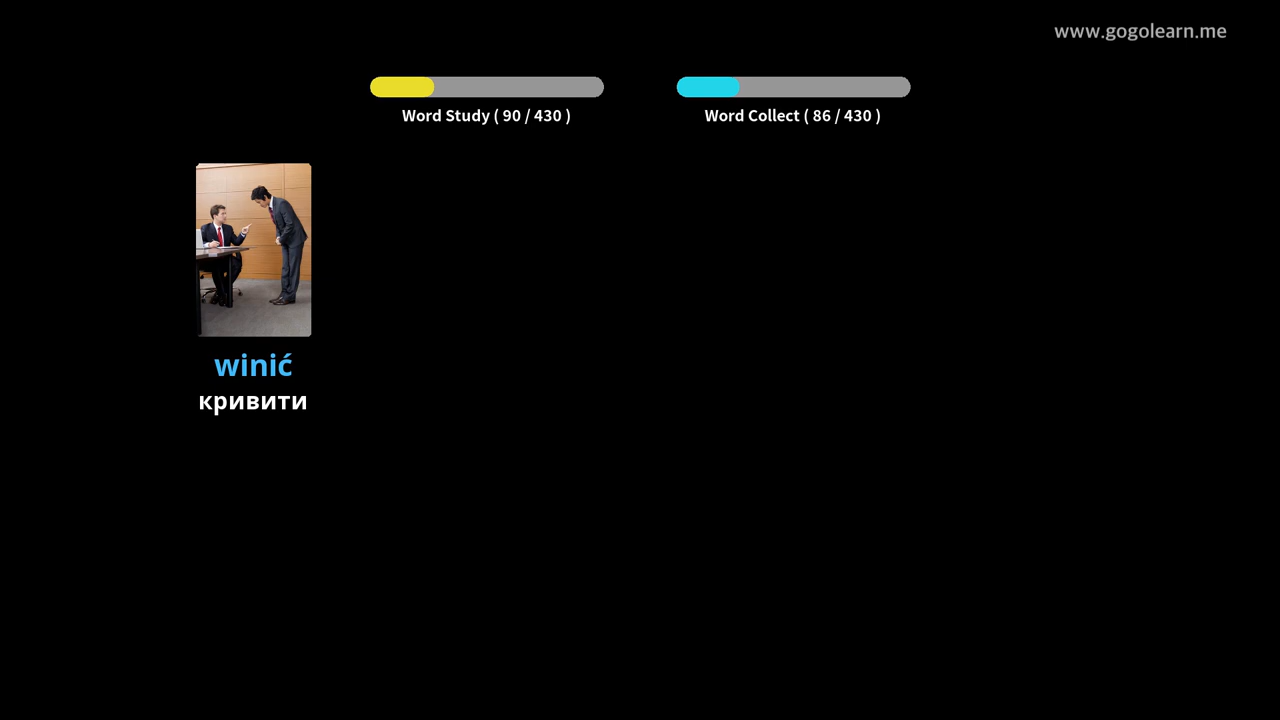 www.gogolearn.me
Word Study ( 90 / 430 )
Word Collect ( 86 / 430 )
winić
кривити